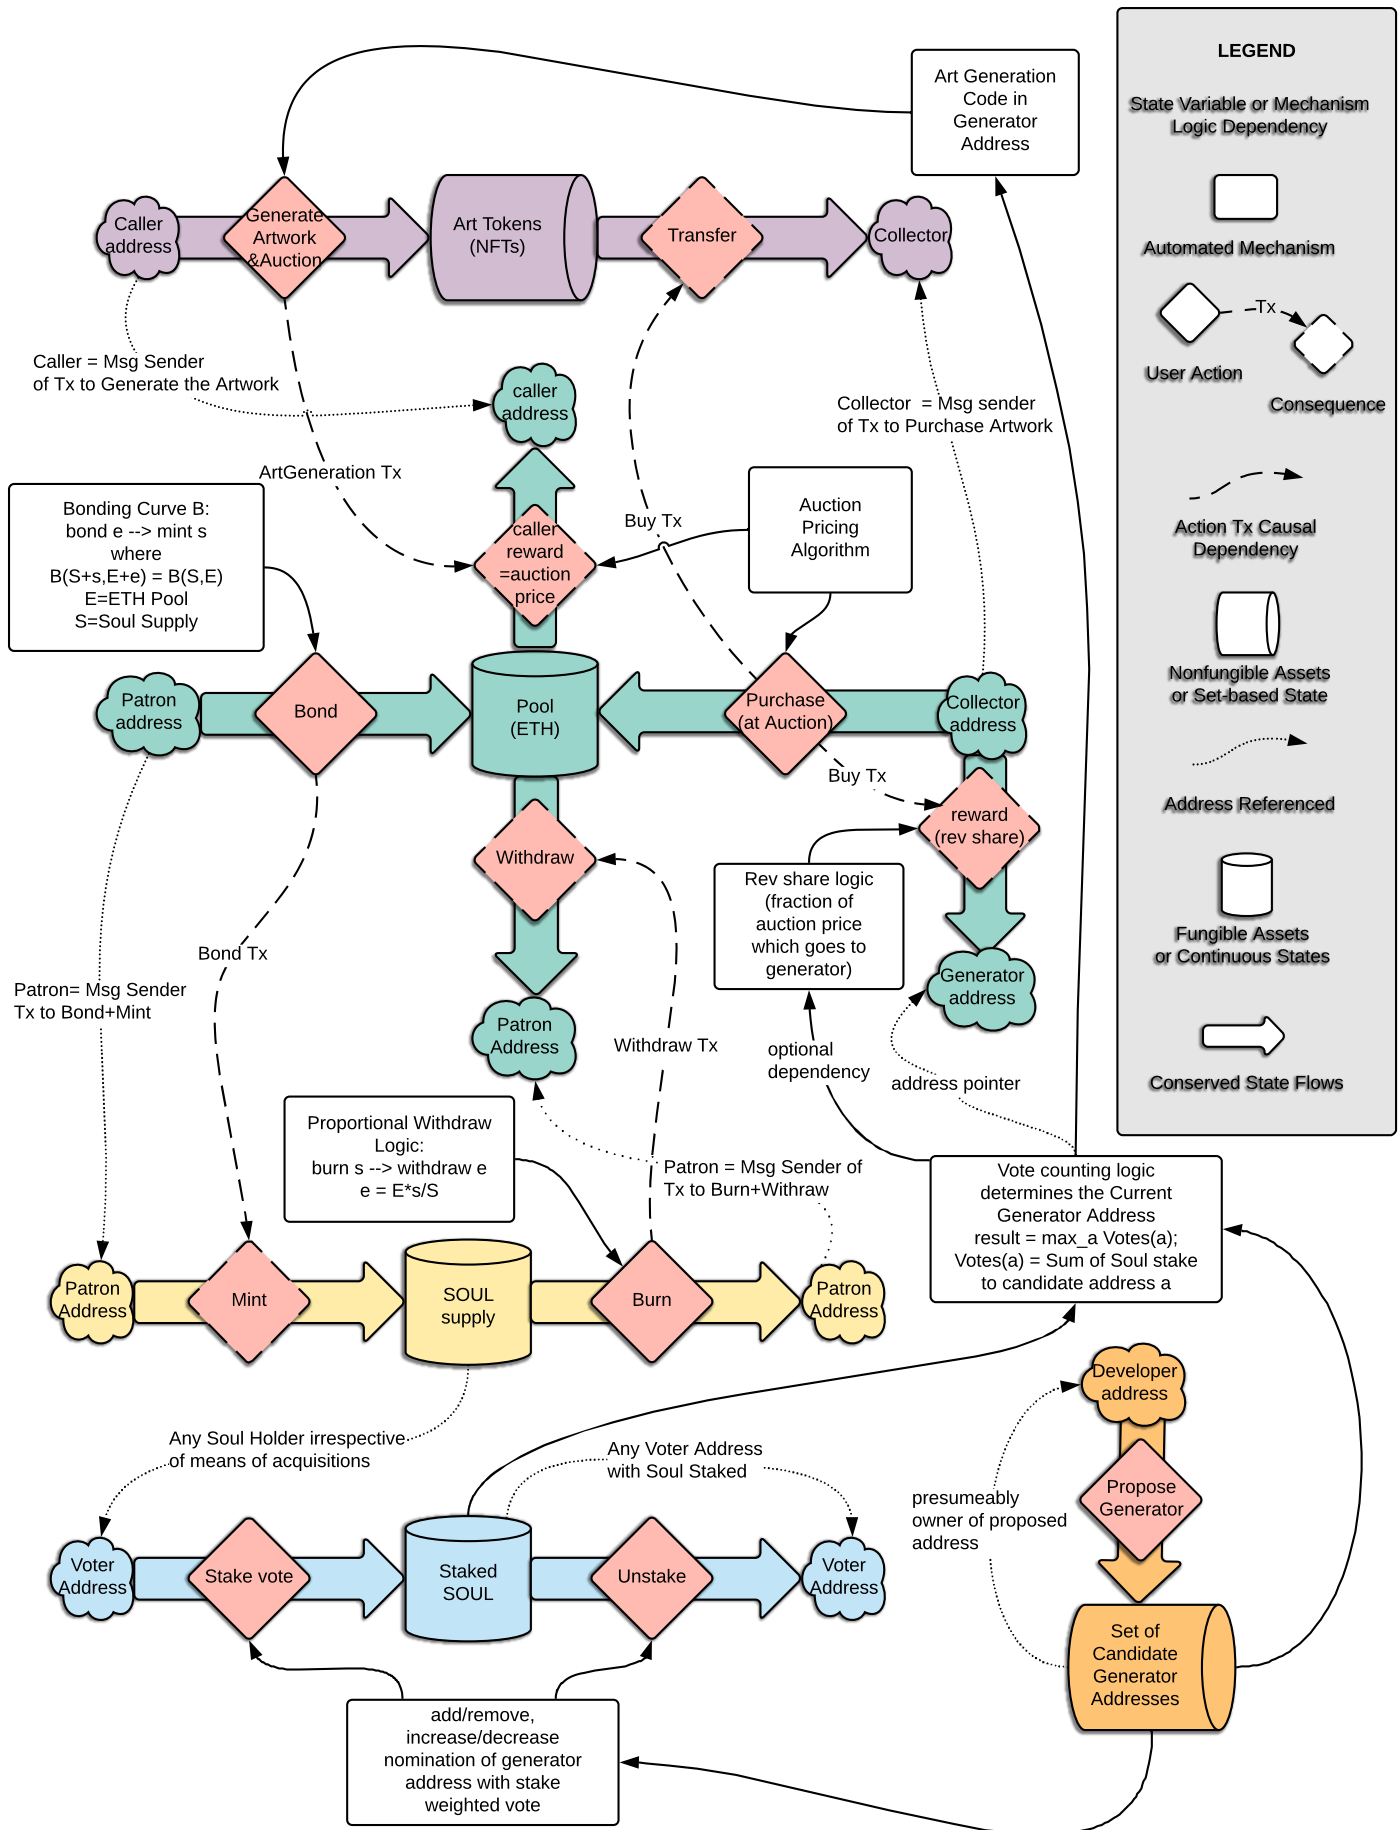 Art Generation
Code in
Generator
Address
Caller
address
Generate
Artwork
&Auction
Art Tokens
(NFTs)
Transfer
Collector
Caller = Msg Sender
of Tx to Generate the Artwork
caller
address
Collector  = Msg sender
of Tx to Purchase Artwork
ArtGeneration Tx
Bonding Curve B:
bond e --> mint s
where
B(S+s,E+e) = B(S,E)
E=ETH Pool
S=Soul Supply
caller
reward
=auction
price
Buy Tx
Auction
Pricing
Algorithm
Patron
address
Bond
Pool
(ETH)
Purchase
(at Auction)
Collector
address
Buy Tx
reward
(rev share)
Withdraw
Rev share logic
(fraction of
auction price
which goes to
generator)
Generator
address
Bond Tx
Patron= Msg Sender
Tx to Bond+Mint
Patron
Address
Withdraw Tx
optional
dependency
address pointer
Proportional Withdraw
Logic:
burn s --> withdraw e
e = E*s/S
Patron = Msg Sender of
Tx to Burn+Withraw
Vote counting logic
determines the Current
Generator Address
result = max_a Votes(a);
Votes(a) = Sum of Soul stake
to candidate address a
Patron
Address
Mint
SOUL
supply
Burn
Patron
Address
Developer
address
Any Soul Holder irrespective
of means of acquisitions
Any Voter Address
with Soul Staked
presumeably
owner of proposed
address
Propose
Generator
Voter
Address
Stake vote
Staked
SOUL
Unstake
Voter
Address
Set of
Candidate
Generator
Addresses
add/remove,
increase/decrease
nomination of generator
address with stake
weighted vote
LEGEND
State Variable or Mechanism
Logic Dependency
Automated Mechanism
Tx
User Action
Consequence
Action Tx Causal
Dependency
Nonfungible Assets
or Set-based State
Address Referenced
Fungible Assets
or Continuous States
Conserved State Flows